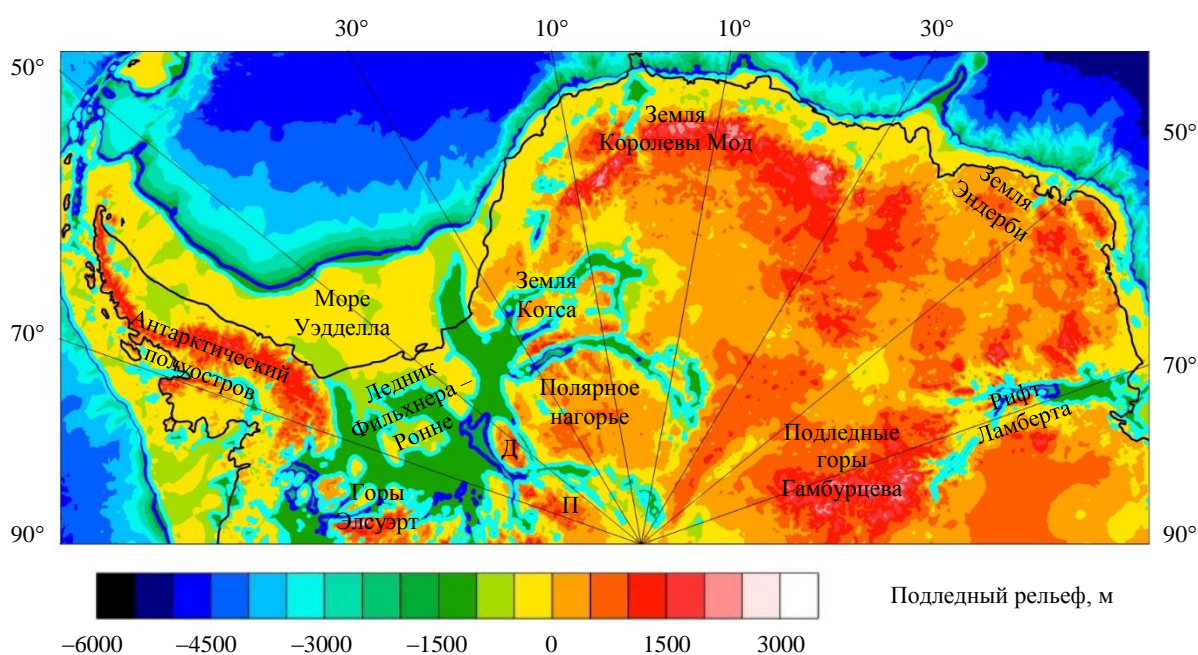 30°
10°
10°
30°
50°
50°
Земля
Королевы Мод
Земля
Эндерби
Земля
Котса
Море
Уэдделла
70°
70°
Антарктический
полуостров
Ледник
Фильхнера –
Ронне
Полярное
нагорье
Рифт
Ламберта
Д
Подледные
горы
Гамбурцева
Горы
Элсуэрт
П
90°
90°
Подледный рельеф, м
–6000
–4500
–3000
–1500
0
1500
3000